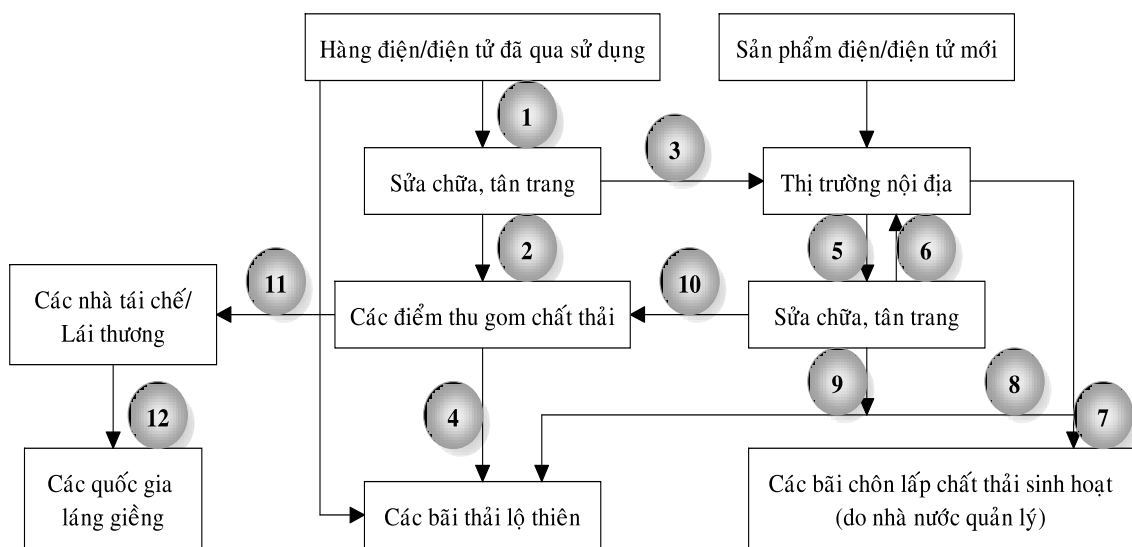 Hàng điện/điện tử đã qua sử dụng
Sản phẩm điện/điện tử mới
1
3
Sửa chữa, tân trang
Thị trường nội địa
2
5
6
11
10
Các nhà tái chế/
Lái thương
Các điểm thu gom chất thải
Sửa chữa, tân trang
9
8
12
4
7
Các quốc gia
láng giềng
Các bãi thải lộ thiên
Các bãi chôn lấp chất thải sinh hoạt
(do nhà nước quản lý)